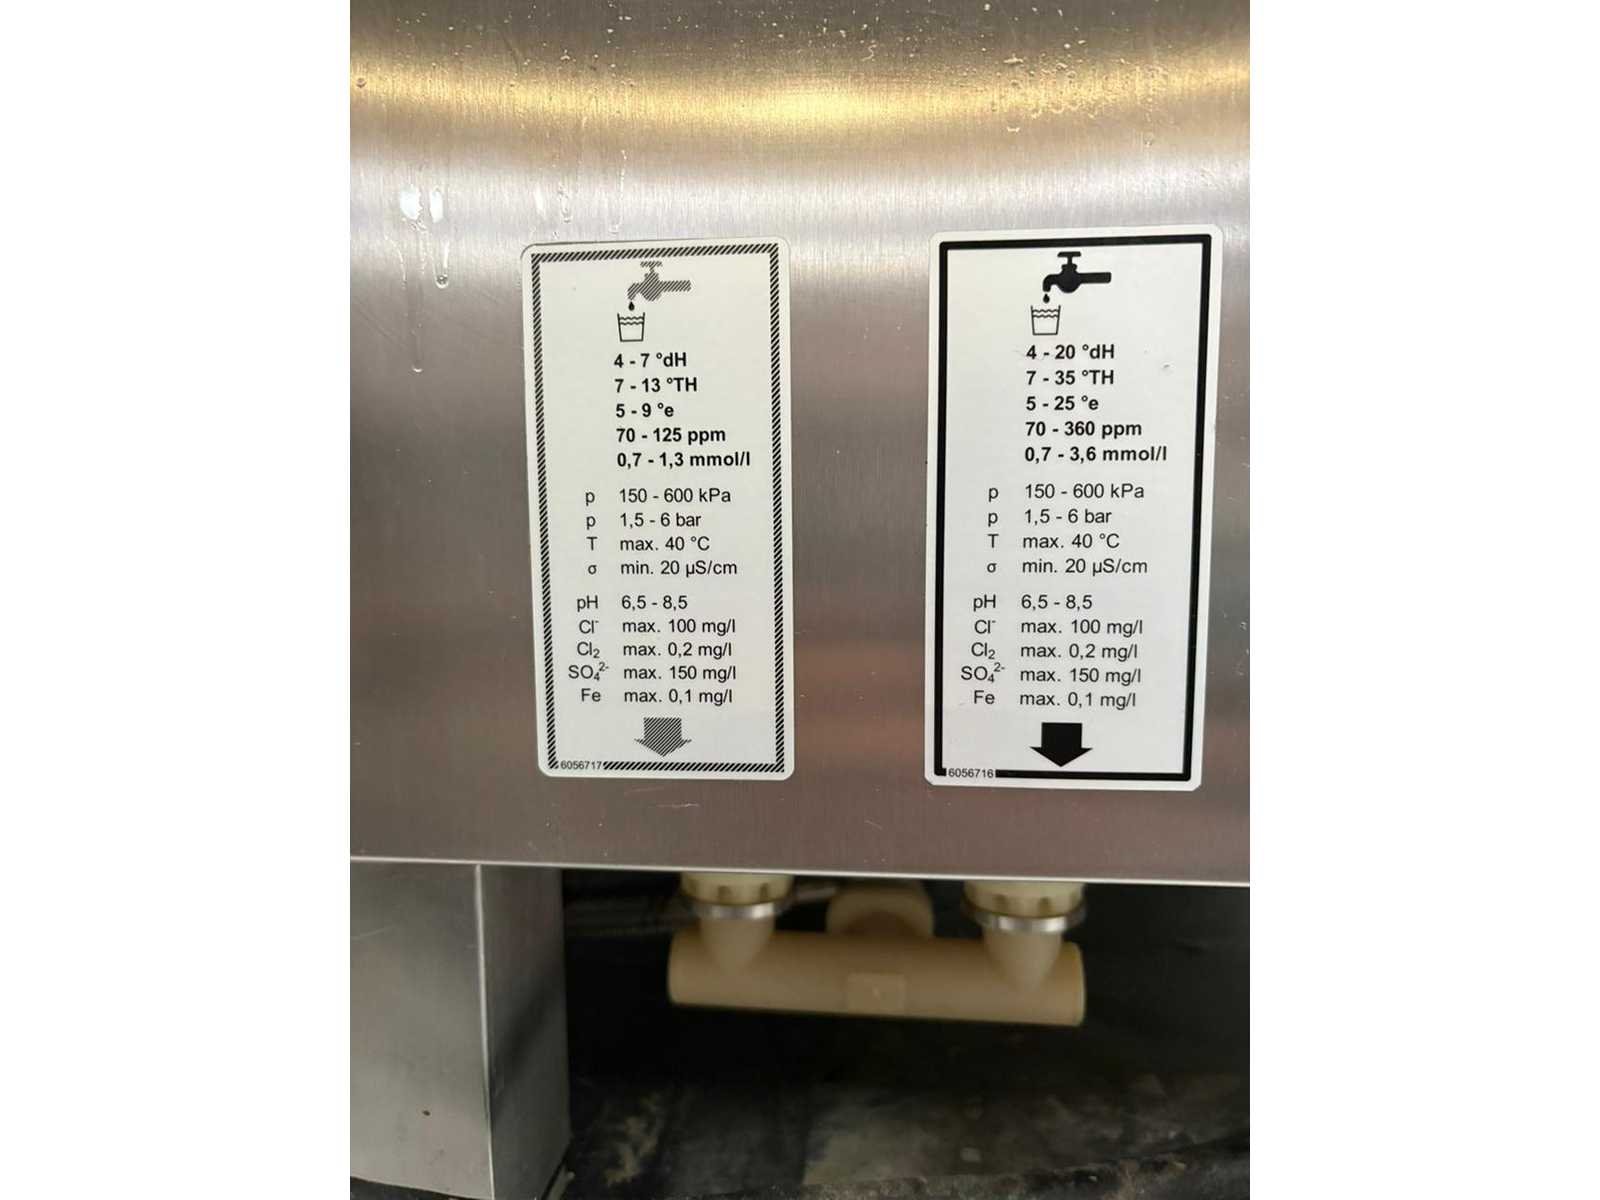 4 - 7 °dH
7 - 13 °TH
5 - 9 °e
70 - 125 ppm
0,7 - 1,3 mmol/l
p 150 - 600 kPa
p 1,5 - 6 bar
T max. 40 °C
σ min. 20 µS/cm
pH 6,5 - 8,5
Cl⁻ max. 100 mg/l
Cl₂ max. 0,2 mg/l
SO₄²⁻ max. 150 mg/l
Fe max. 0,1 mg/l
6056717
4 - 20 °dH
7 - 35 °TH
5 - 25 °e
70 - 360 ppm
0,7 - 3,6 mmol/l
p 150 - 600 kPa
p 1,5 - 6 bar
T max. 40 °C
σ min. 20 µS/cm
pH 6,5 - 8,5
Cl⁻ max. 100 mg/l
Cl₂ max. 0,2 mg/l
SO₄²⁻ max. 150 mg/l
Fe max. 0,1 mg/l
6056716